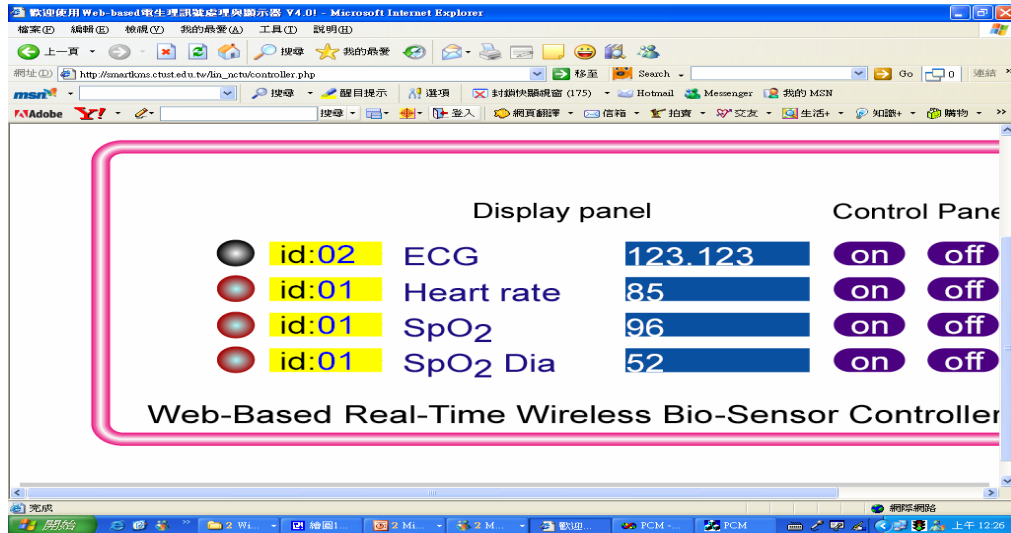 歡迎使用Web-based電生理訊號處理與顯示器 V4.0! - Microsoft Internet Explorer
檔案(F) 編輯(E) 檢視(V) 我的最愛(A) 工具(T) 說明(H)
上一頁 搜尋 我的最愛
網址(D) http://smartkms.ctust.edu.tw/lin_nctu/controller.php 移至 Search Go 0 連結 »
msn 搜尋 醒目提示 選項 封鎖快顯視窗 (175) Hotmail Messenger 我的 MSN
Adobe Y! 搜尋 登入 網頁翻譯 信箱 拍賣 交友 生活+ 知識+ 購物 »
Display panel Control Pane
id:02 ECG 123.123 on off
id:01 Heart rate 85 on off
id:01 SpO2 96 on off
id:01 SpO2 Dia 52 on off
Web-Based Real-Time Wireless Bio-Sensor Controller
完成 網際網路
開始 » 2 Wi... 繪圖1... 2 Mi... 2 M... 歡迎... PCM -... PCM 上午 12:26